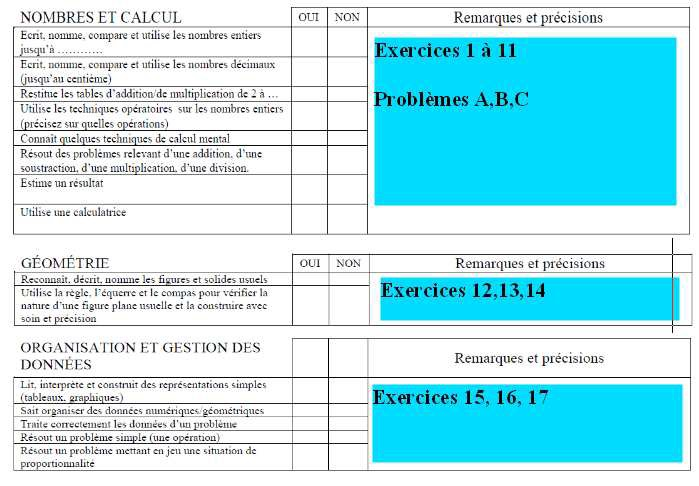 NOMBRES ET CALCUL OUI NON Remarques et précisions
Ecrit, nomme, compare et utilise les nombres entiers
jusqu'à …………
Ecrit, nomme, compare et utilise les nombres décimaux
(jusqu'au centième)
Restitue les tables d'addition/de multiplication de 2 à …
Utilise les techniques opératoires sur les nombres entiers
(précisez sur quelles opérations)
Connaît quelques techniques de calcul mental
Résout des problèmes relevant d'une addition, d'une
soustraction, d'une multiplication, d'une division.
Estime un résultat
Utilise une calculatrice
Exercices 1 à 11
Problèmes A,B,C
GÉOMÉTRIE OUI NON Remarques et précisions
Reconnaît, décrit, nomme les figures et solides usuels
Utilise la règle, l'équerre et le compas pour vérifier la
nature d'une figure plane usuelle et la construire avec
soin et précision
Exercices 12,13,14
ORGANISATION ET GESTION DES
DONNÉES
Remarques et précisions
Lit, interprète et construit des représentations simples
(tableaux, graphiques)
Sait organiser des données numériques/géométriques
Traite correctement les données d'un problème
Résout un problème simple (une opération)
Résout un problème mettant en jeu une situation de
proportionnalité
Exercices 15, 16, 17